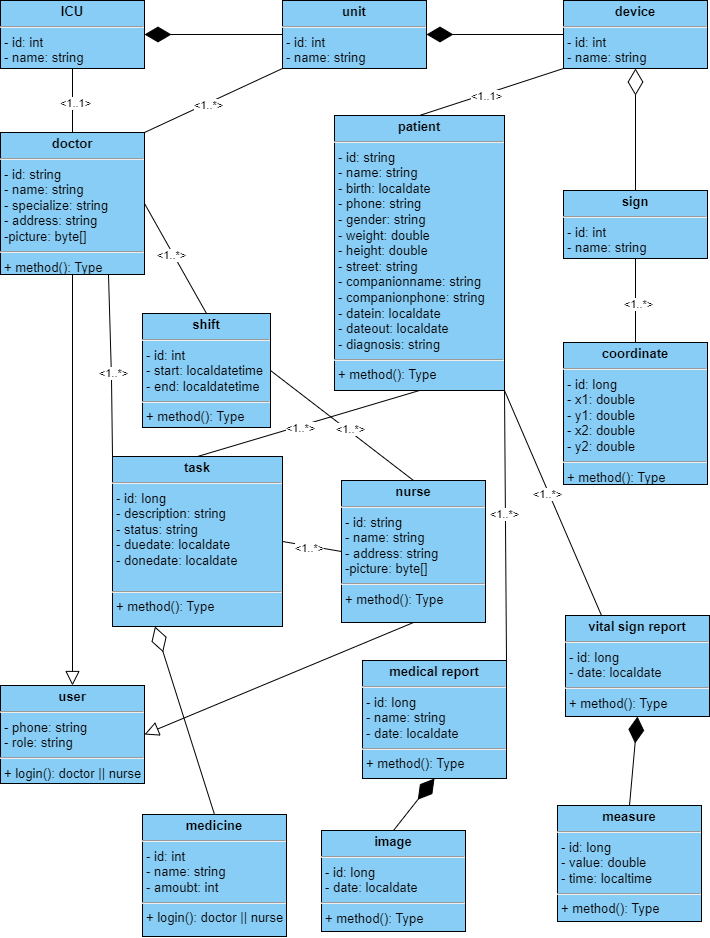 ICU
- id: int
- name: string
unit
- id: int
- name: string
device
- id: int
- name: string
<1..1>
<1..*>
<1..1>
doctor
- id: string
- name: string
- specialize: string
- address: string
-picture: byte[]
+ method(): Type
patient
- id: string
- name: string
- birth: localdate
- phone: string
- gender: string
- weight: double
- height: double
- street: string
- companionname: string
- companionphone: string
- datein: localdate
- dateout: localdate
- diagnosis: string
+ method(): Type
sign
- id: int
- name: string
<1..*>
<1..*>
shift
- id: int
- start: localdatetime
- end: localdatetime
+ method(): Type
coordinate
- id: long
- x1: double
- y1: double
- x2: double
- y2: double
+ method(): Type
<1..*>
<1..*>
<1..*>
task
- id: long
- description: string
- status: string
- duedate: localdate
- donedate: localdate
+ method(): Type
<1..*>
nurse
- id: string
- name: string
- address: string
-picture: byte[]
+ method(): Type
<1..*>
<1..*>
vital sign report
- id: long
- date: localdate
+ method(): Type
medical report
- id: long
- name: string
- date: localdate
+ method(): Type
user
- phone: string
- role: string
+ login(): doctor || nurse
medicine
- id: int
- name: string
- amoubt: int
+ login(): doctor || nurse
image
- id: long
- date: localdate
+ method(): Type
measure
- id: long
- value: double
- time: localtime
+ method(): Type